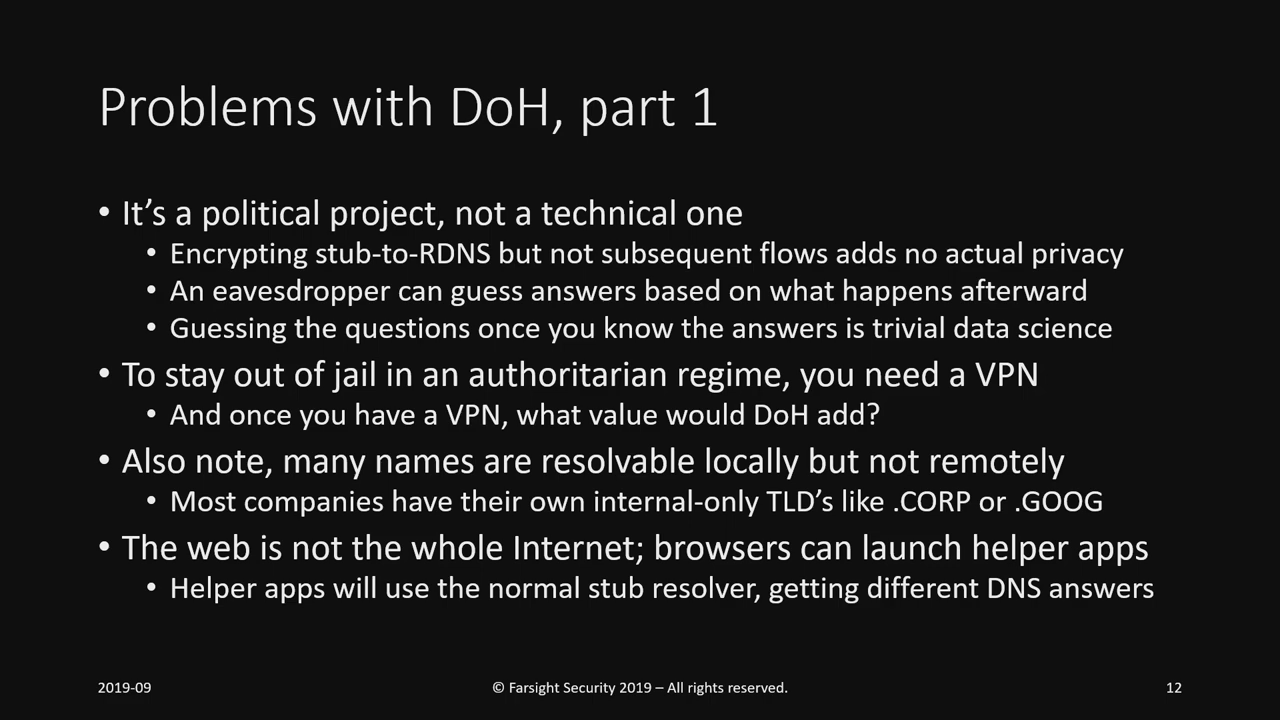 Problems with DoH, part 1
• It’s a political project, not a technical one
• Encrypting stub-to-RDNS but not subsequent flows adds no actual privacy
• An eavesdropper can guess answers based on what happens afterward
• Guessing the questions once you know the answers is trivial data science
• To stay out of jail in an authoritarian regime, you need a VPN
• And once you have a VPN, what value would DoH add?
• Also note, many names are resolvable locally but not remotely
• Most companies have their own internal-only TLD’s like .CORP or .GOOG
• The web is not the whole Internet; browsers can launch helper apps
• Helper apps will use the normal stub resolver, getting different DNS answers
2019-09
© Farsight Security 2019 – All rights reserved.
12